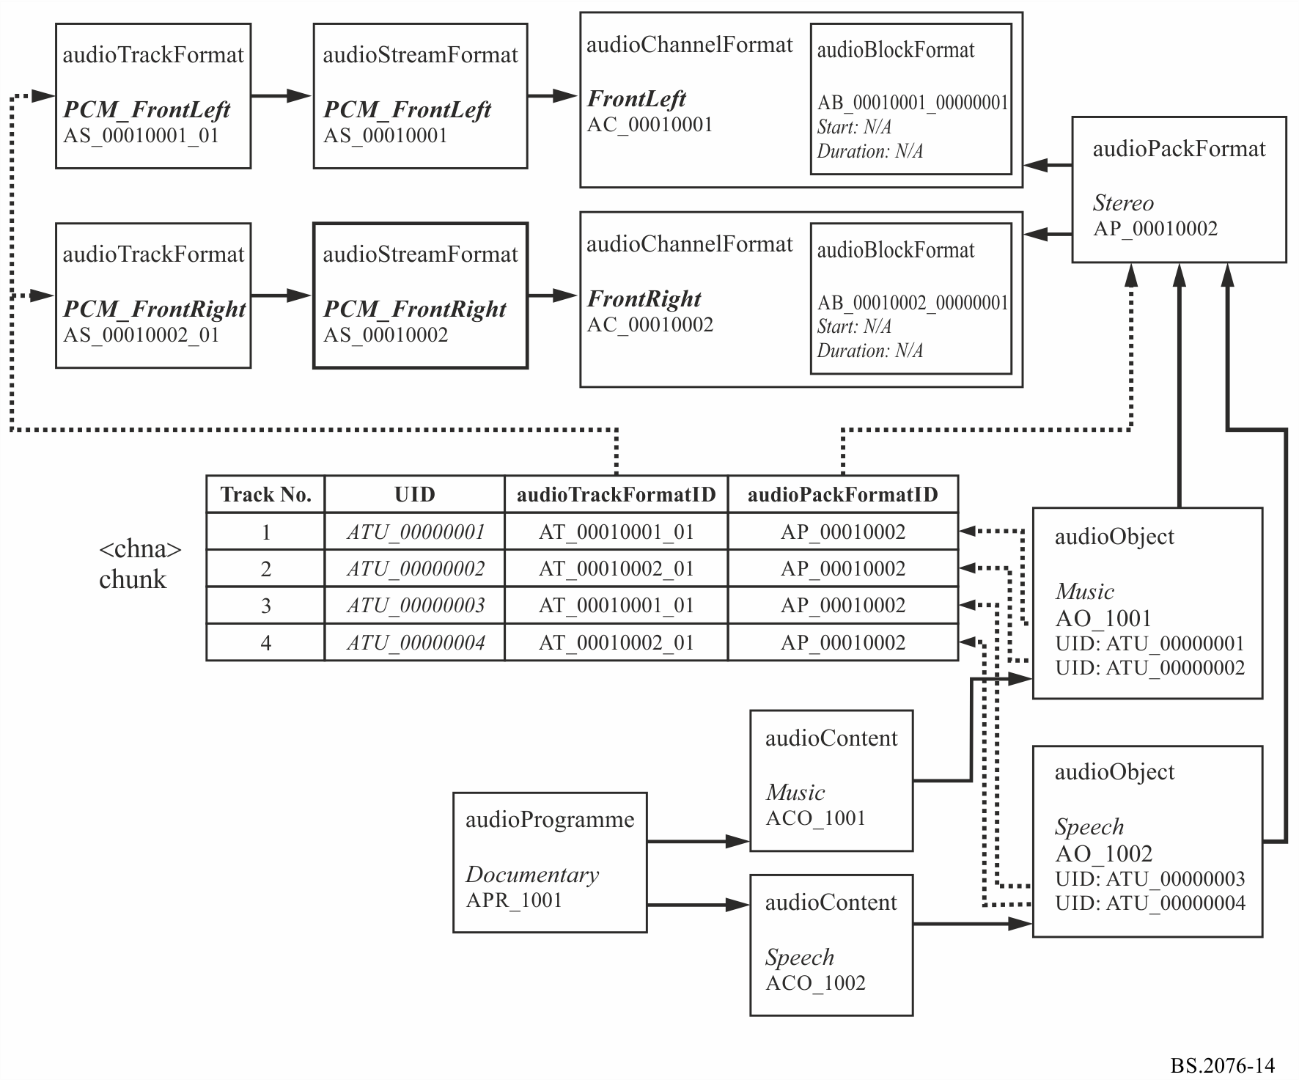 audioTrackFormat
PCM_FrontLeft
AS_00010001_01
audioStreamFormat
PCM_FrontLeft
AS_00010001
audioChannelFormat
FrontLeft
AC_00010001
audioBlockFormat
AB_00010001_00000001
Start: N/A
Duration: N/A
audioPackFormat
Stereo
AP_00010002
audioTrackFormat
PCM_FrontRight
AS_00010002_01
audioStreamFormat
PCM_FrontRight
AS_00010002
audioChannelFormat
FrontRight
AC_00010002
audioBlockFormat
AB_00010002_00000001
Start: N/A
Duration: N/A
<chna>
chunk
Track No. UID audioTrackFormatID audioPackFormatID
1 ATU_00000001 AT_00010001_01 AP_00010002
2 ATU_00000002 AT_00010002_01 AP_00010002
3 ATU_00000003 AT_00010001_01 AP_00010002
4 ATU_00000004 AT_00010002_01 AP_00010002
audioObject
Music
AO_1001
UID: ATU_00000001
UID: ATU_00000002
audioContent
Music
ACO_1001
audioObject
Speech
AO_1002
UID: ATU_00000003
UID: ATU_00000004
audioProgramme
Documentary
APR_1001
audioContent
Speech
ACO_1002
BS.2076-14